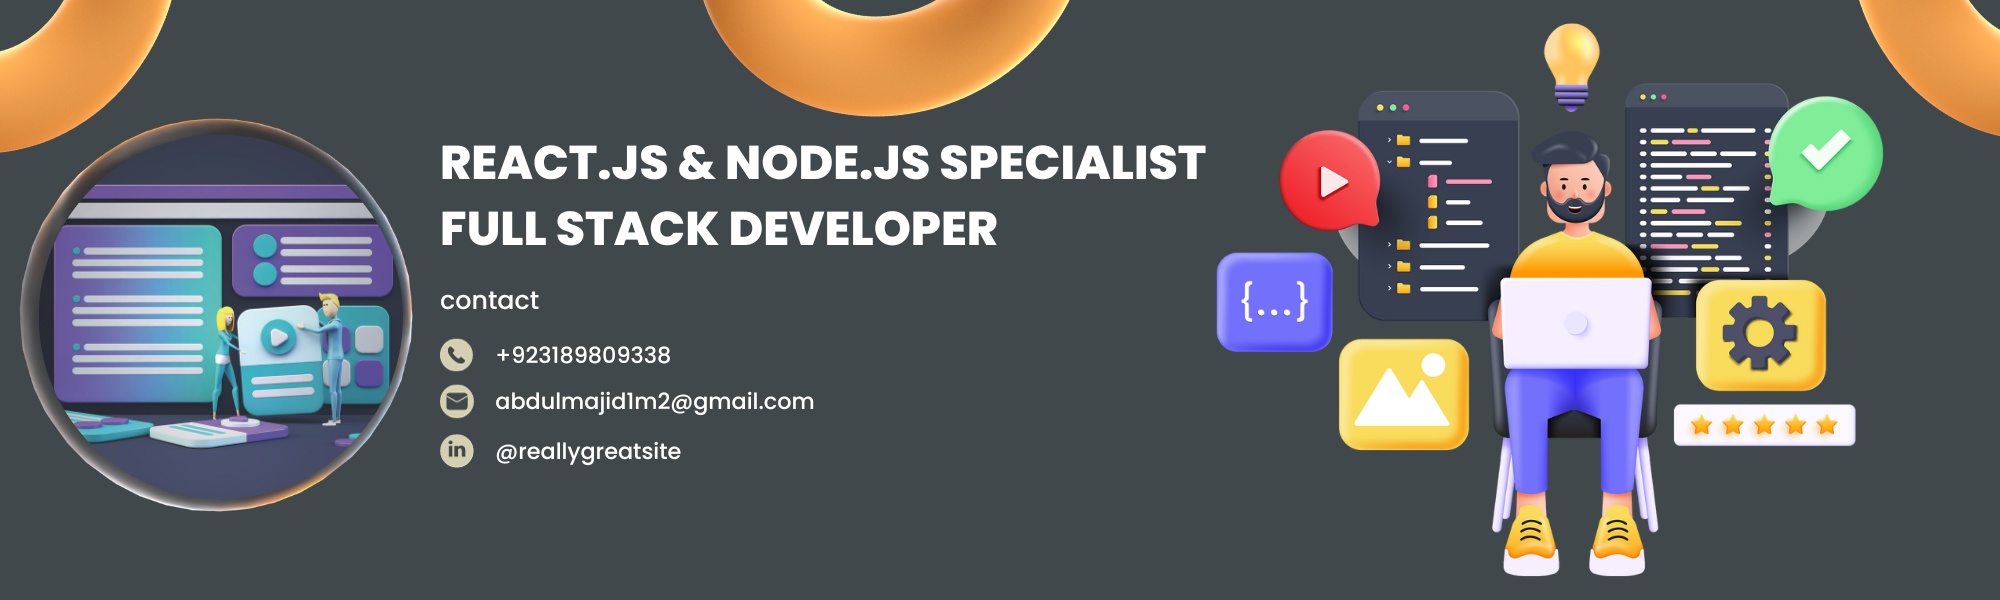 REACT.JS & NODE.JS SPECIALIST
FULL STACK DEVELOPER
contact
+923189809338
abdulmajid1m2@gmail.com
in
@reallygreatsite
{...}